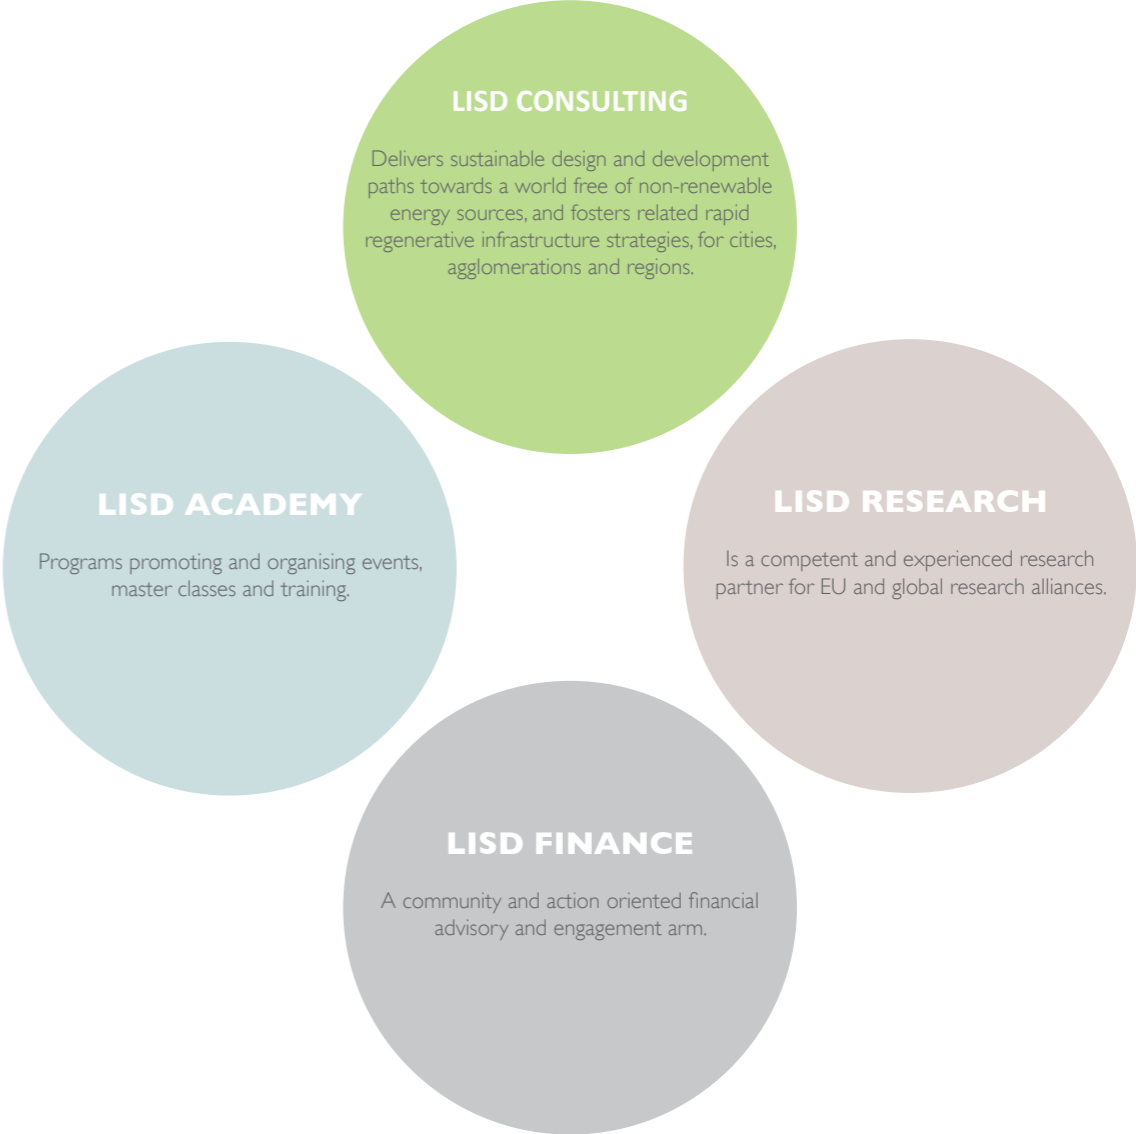 LISD CONSULTING
Delivers sustainable design and development
paths towards a world free of non-renewable
energy sources, and fosters related rapid
regenerative infrastructure strategies, for cities,
agglomerations and regions.
LISD ACADEMY
Programs promoting and organising events,
master classes and training.
LISD RESEARCH
Is a competent and experienced research
partner for EU and global research alliances.
LISD FINANCE
A community and action oriented financial
advisory and engagement arm.